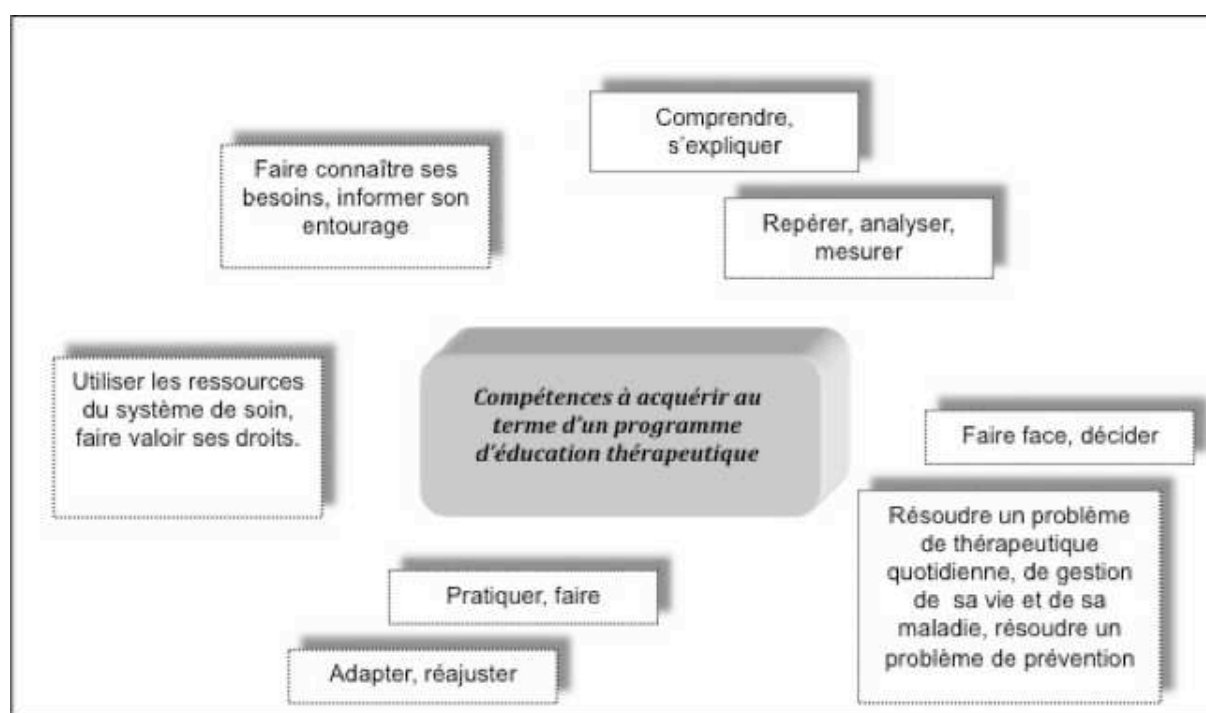 Comprendre,
s'expliquer
Faire connaître ses
besoins, informer son
entourage
Repérer, analyser,
mesurer
Utiliser les ressources
du système de soin,
faire valoir ses droits.
Compétences à acquérir au
terme d'un programme
d'éducation thérapeutique
Faire face, décider
Résoudre un problème
de thérapeutique
quotidienne, de gestion
de sa vie et de sa
maladie, résoudre un
problème de prévention
Pratiquer, faire
Adapter, réajuster